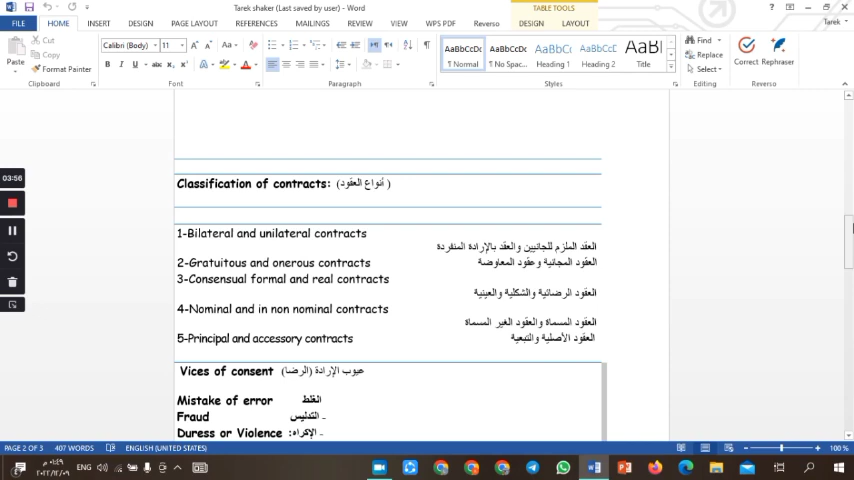 Tarek shaker (Last saved by user) - Word
TABLE TOOLS
FILE HOME INSERT DESIGN PAGE LAYOUT REFERENCES MAILINGS REVIEW VIEW WPS PDF Reverso DESIGN LAYOUT Tarek
Cut
Copy
Format Painter
Paste
Calibri (Body) 11
AaBbCcDc AaBbCcDc AaBbCc AaBbCcD AaBl
¶ Normal ¶ No Spac... Heading 1 Heading 2 Title
Find
Replace
Select
Correct Rephraser
Clipboard Font Paragraph Styles Editing Reverso
Classification of contracts: (أنواع العقود )
03:56
1-Bilateral and unilateral contracts
العقد الملزم للجانبين والعقد بالإرادة المنفردة
2-Gratuitous and onerous contracts العقود المجانية وعقود المعاوضة
3-Consensual formal and real contracts
العقود الرضائية والشكلية والعينية
4-Nominal and in non nominal contracts
العقود المسماة والعقود الغير المسماة
5-Principal and accessory contracts العقود الأصلية والتبعية
Vices of consent عيوب الإرادة (الرضا)
Mistake of error الغلط
Fraud - التدليس
Duress or Violence - الإكراه:
PAGE 2 OF 3 407 WORDS ENGLISH (UNITED STATES) 100 %
ENG